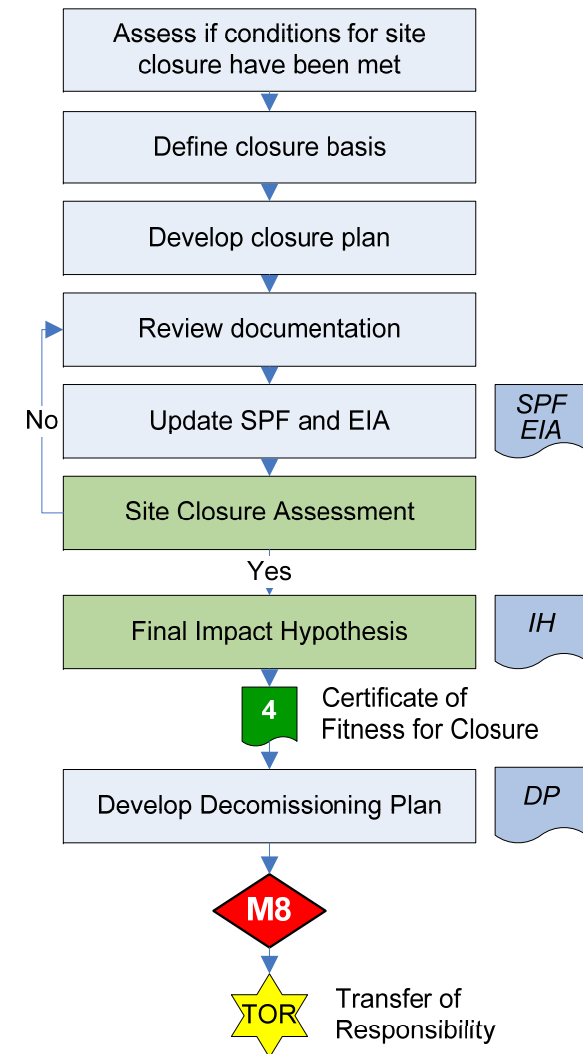 Assess if conditions for site
closure have been met
Define closure basis
Develop closure plan
Review documentation
No
Update SPF and EIA
SPF
EIA
Site Closure Assessment
Yes
Final Impact Hypothesis
IH
4
Certificate of
Fitness for Closure
Develop Decomissioning Plan
DP
M8
TOR
Transfer of
Responsibility